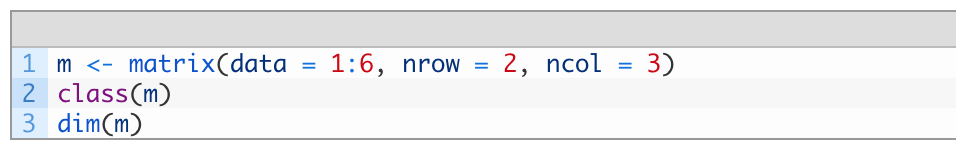 1 m <- matrix(data = 1:6, nrow = 2, ncol = 3)
2 class(m)
3 dim(m)